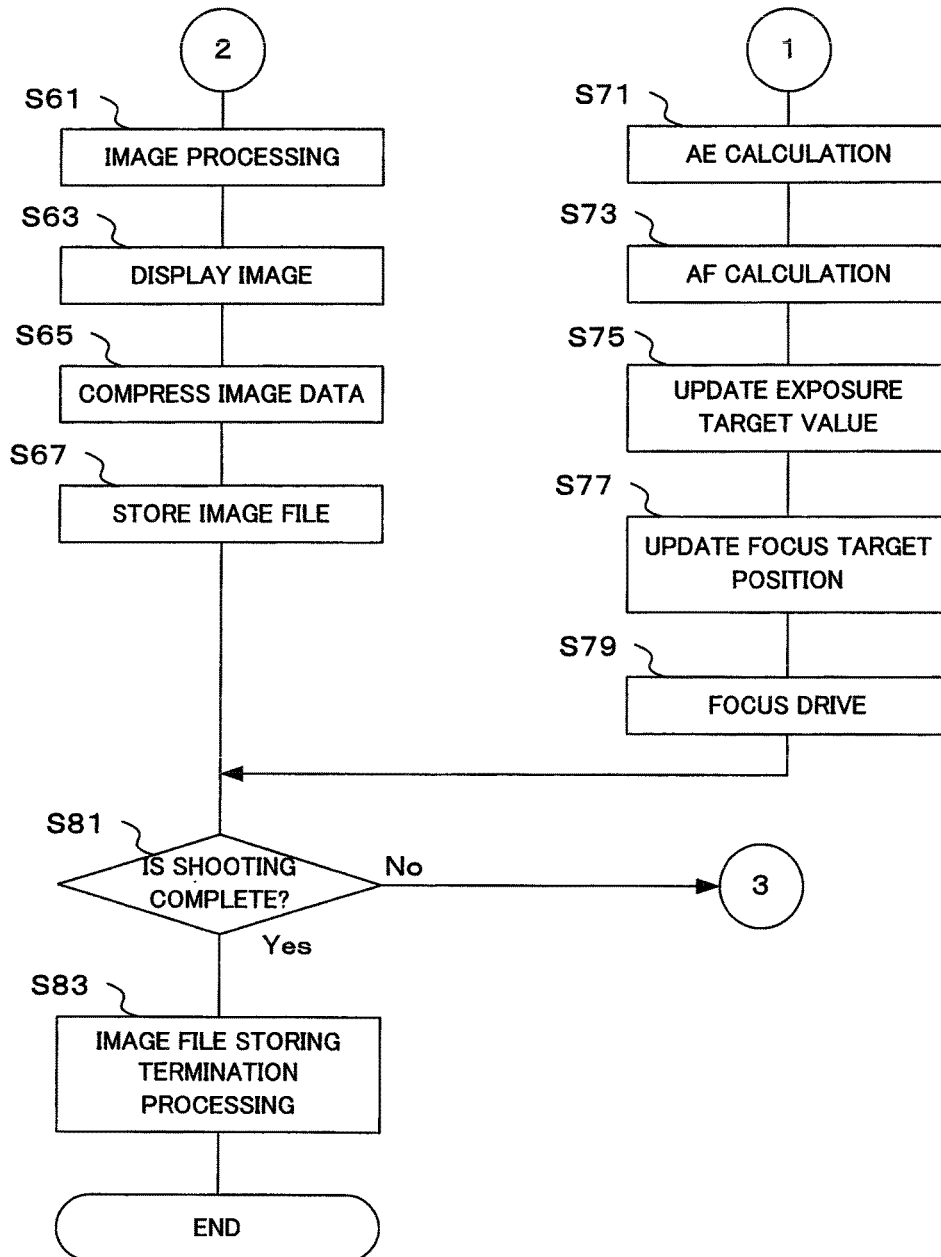 2
S61
IMAGE PROCESSING
S63
DISPLAY IMAGE
S65
COMPRESS IMAGE DATA
S67
STORE IMAGE FILE
1
S71
AE CALCULATION
S73
AF CALCULATION
S75
UPDATE EXPOSURE
TARGET VALUE
S77
UPDATE FOCUS TARGET
POSITION
S79
FOCUS DRIVE
S81
IS SHOOTING
COMPLETE?
No
3
Yes
S83
IMAGE FILE STORING
TERMINATION
PROCESSING
END